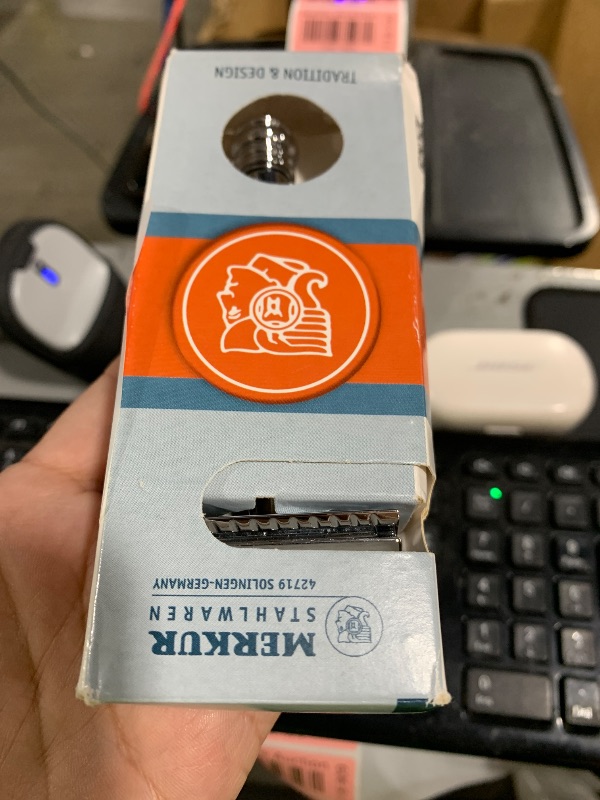 MERKUR
STAHLWAREN
42719 SOLINGEN-GERMANY
TRADITION & DESIGN